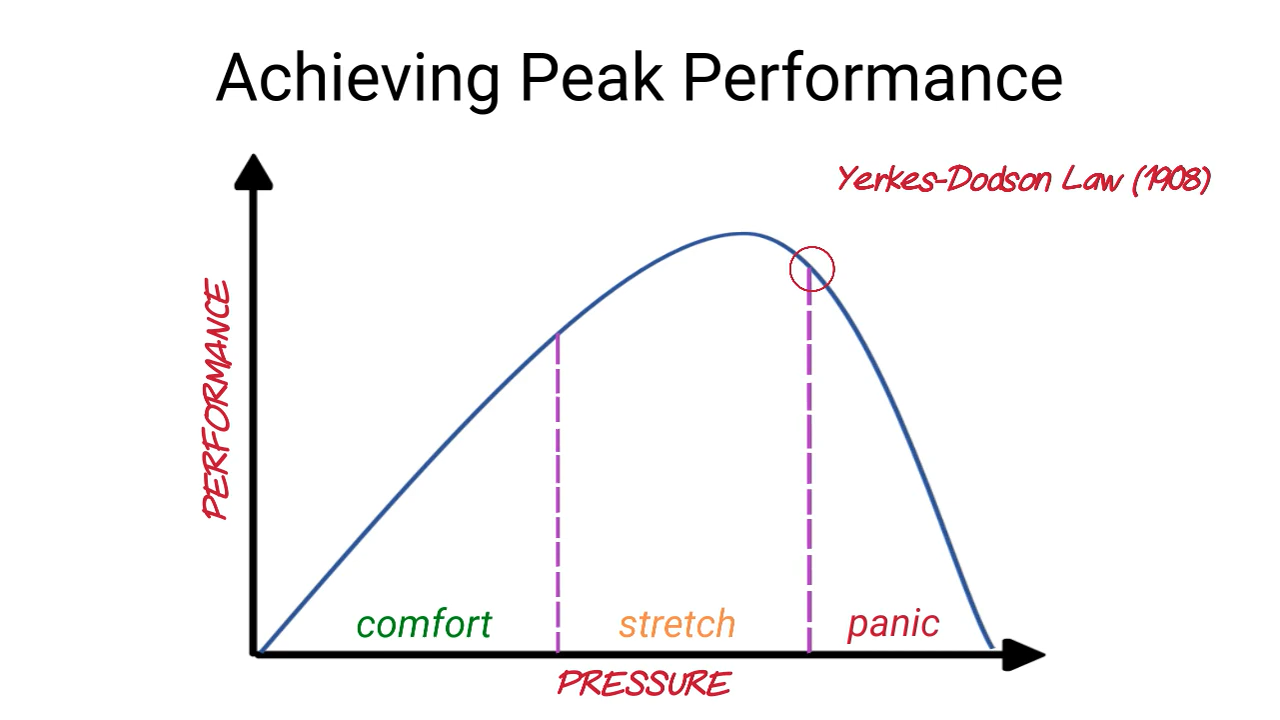 Achieving Peak Performance
Yerkes-Dodson Law (1908)
PERFORMANCE
comfort
stretch
panic
PRESSURE